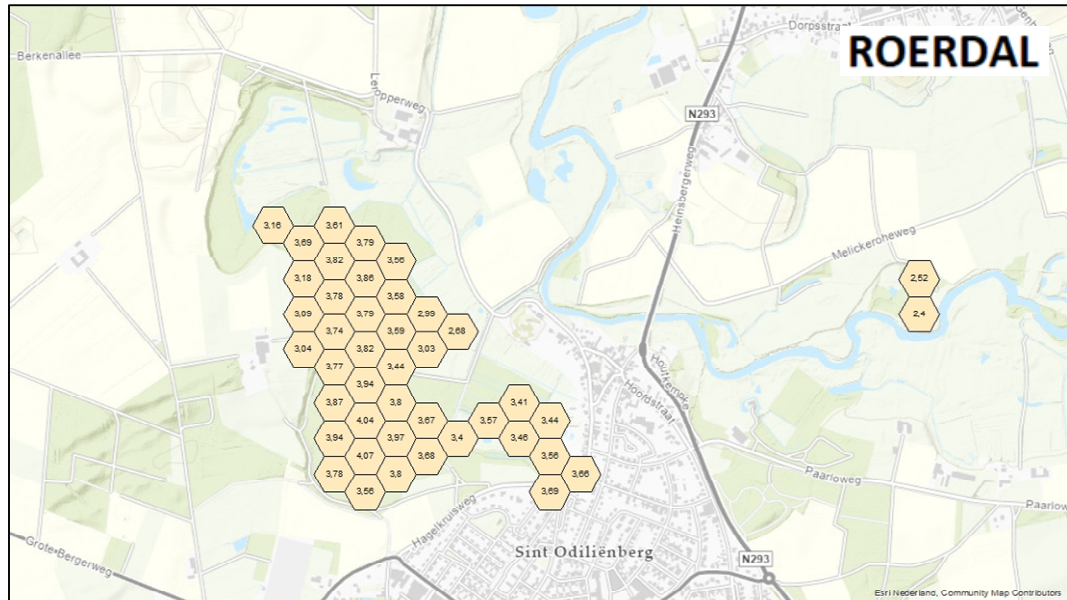 Dorpsstraat
ROERDAL
Berkenallee
Leropperweg
N293
Heinsbergerweg
Melickeroheweg
3,16
3,61
3,69
3,79
3,82
3,56
3,18
3,86
2,52
3,78
3,58
3,09
3,79
2,99
2,4
3,74
3,59
2,68
3,04
3,82
3,03
3,77
3,44
3,94
Houtkempke
Hoofdstraat
3,87
3,8
3,41
4,04
3,67
3,57
3,44
3,94
3,97
3,4
3,46
4,07
3,68
3,56
3,78
3,8
3,66
Paarloweg
3,56
3,69
Paarlow
Hagelkruisweg
Grote Bergerweg
Sint Odiliënberg
N293
Esri Nederland, Community Map Contributors